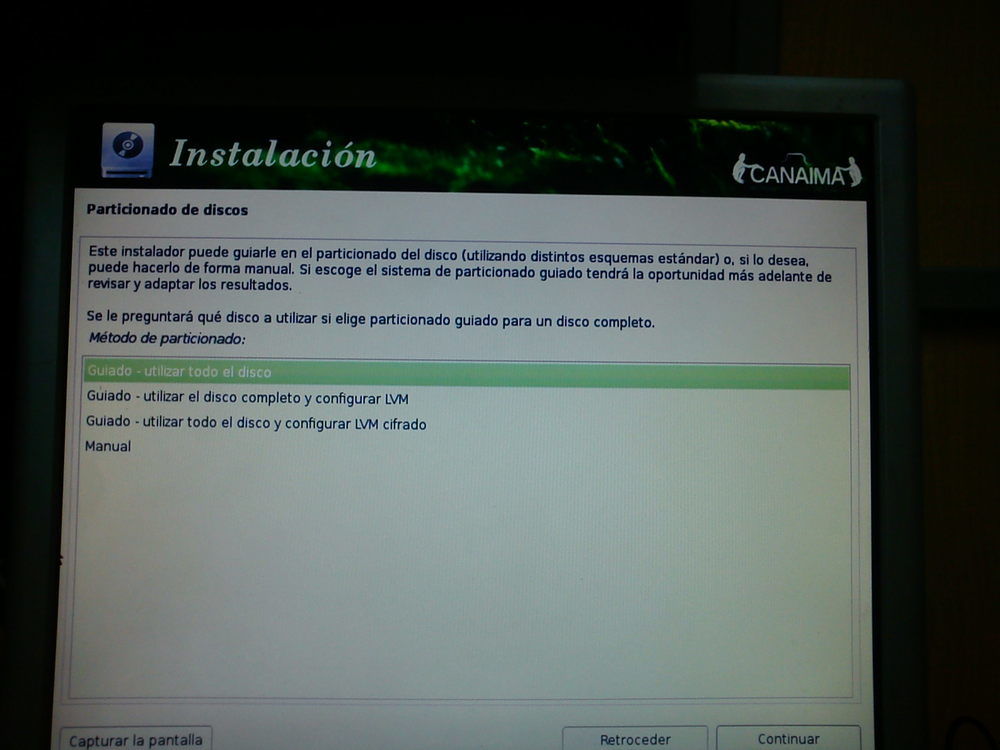 Instalación
CANAIMA
Particionado de discos
Este instalador puede guiarle en el particionado del disco (utilizando distintos esquemas estándar) o, si lo desea,
puede hacerlo de forma manual. Si escoge el sistema de particionado guiado tendrá la oportunidad más adelante de
revisar y adaptar los resultados.
Se le preguntará qué disco a utilizar si elige particionado guiado para un disco completo.
Método de particionado:
Guiado - utilizar todo el disco
Guiado - utilizar el disco completo y configurar LVM
Guiado - utilizar todo el disco y configurar LVM cifrado
Manual
Capturar la pantalla
Retroceder
Continuar